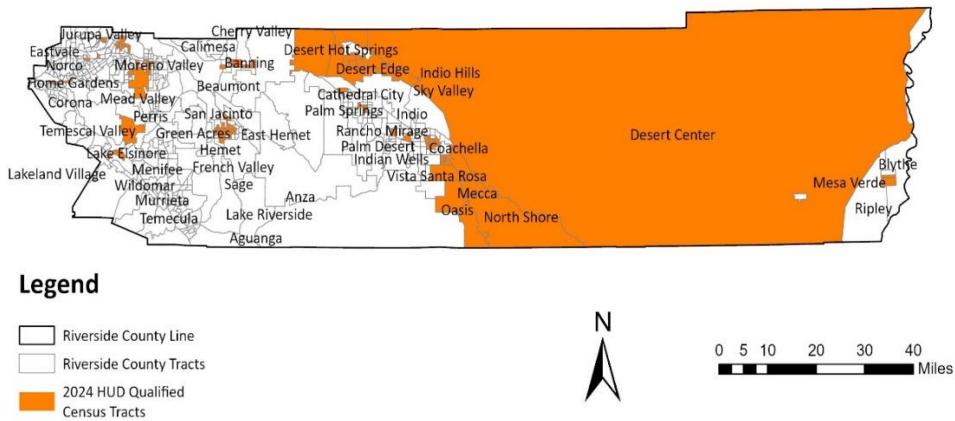 Cherry Valley
Jurupa Valley
Calimesa
Desert Hot Springs
Eastvale
Norco
Moreno Valley
Banning
Desert Edge
Indio Hills
Home Gardens
Beaumont
Sky Valley
Corona
Mead Valley
Cathedral City
Perris
San Jacinto
Palm Springs
Indio
Temescal Valley
Green Acres
East Hemet
Rancho Mirage
Desert Center
Hemet
Palm Desert
Coachella
Lake Elsinore
Indian Wells
Blythe
Lakeland Village
Menifee
French Valley
Vista Santa Rosa
Mesa Verde
Wildomar
Sage
Anza
Mecca
Murrieta
Oasis
Ripley
Temecula
Lake Riverside
North Shore
Aguanga
Legend
Riverside County Line
Riverside County Tracts
2024 HUD Qualified
Census Tracts
N
0 5 10 20 30 40
Miles